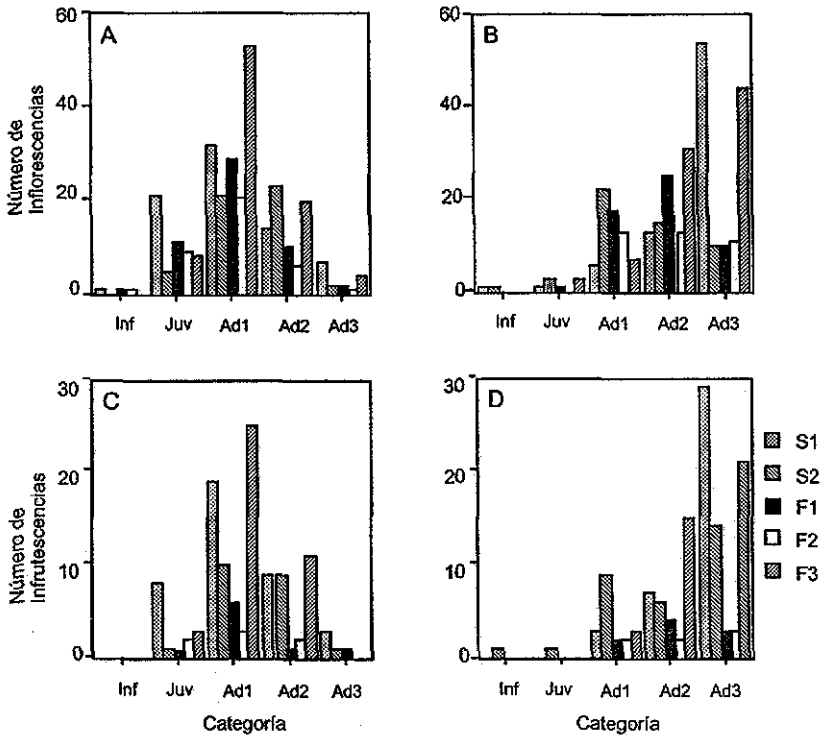 A
B
Número de
Inflorescencias
60
40
20
0
Inf Juv Ad1 Ad2 Ad3
60
40
20
0
Inf Juv Ad1 Ad2 Ad3
C
D
Número de
Infrutescencias
30
20
10
0
Inf Juv Ad1 Ad2 Ad3
Categoría
30
20
10
0
Inf Juv Ad1 Ad2 Ad3
Categoría
S1
S2
F1
F2
F3